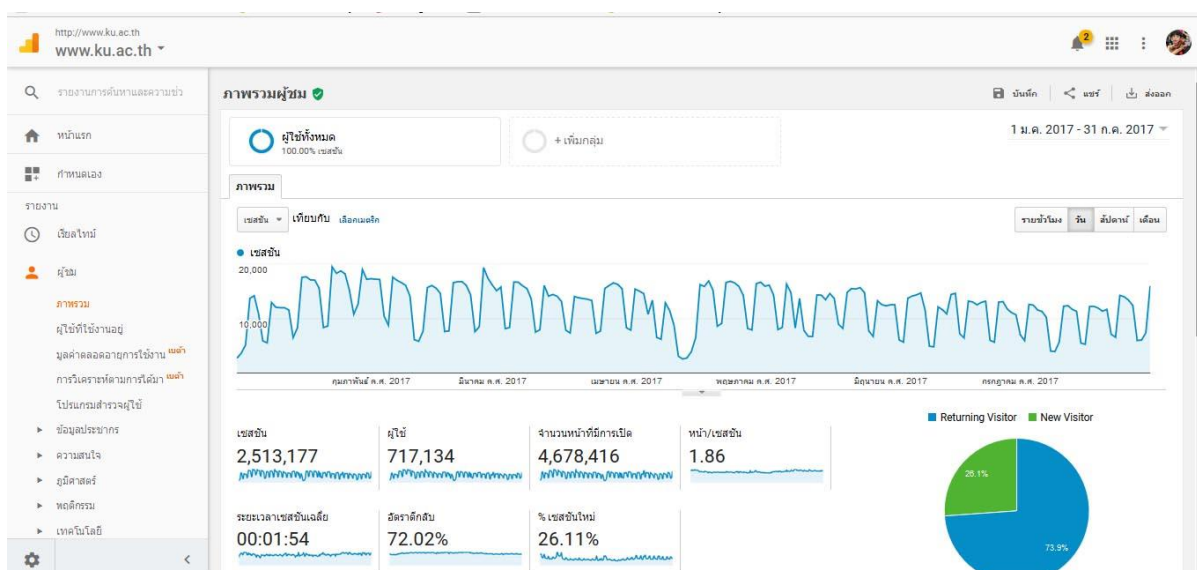 http://www.ku.ac.th
www.ku.ac.th
2
รายงานการค้นหาและความช่ว
หน้าแรก
กำหนดเอง
รายงาน
เรียลไทม์
ผู้ชม
ภาพรวม
ผู้ใช้ที่ใช้งานอยู่
มูลค่าตลอดอายุการใช้งาน เบต้า
การวิเคราะห์ตามการได้มา เบต้า
โปรแกรมสำรวจผู้ใช้
ข้อมูลประชากร
ความสนใจ
ภูมิศาสตร์
พฤติกรรม
เทคโนโลยี
ภาพรวมผู้ชม
บันทึก แชร์ ส่งออก
ผู้ใช้ทั้งหมด
100.00% เซสชัน
+ เพิ่มกลุ่ม
1 ม.ค. 2017 - 31 ก.ค. 2017
ภาพรวม
เซสชัน เทียบกับ เลือกเมตริก
รายชั่วโมง วัน สัปดาห์ เดือน
เซสชัน
20,000
10,000
กุมภาพันธ์ ค.ศ. 2017 มีนาคม ค.ศ. 2017 เมษายน ค.ศ. 2017 พฤษภาคม ค.ศ. 2017 มิถุนายน ค.ศ. 2017 กรกฎาคม ค.ศ. 2017
Returning Visitor New Visitor
เซสชัน ผู้ใช้ จำนวนหน้าที่มีการเปิด หน้า/เซสชัน
2,513,177 717,134 4,678,416 1.86
26.1%
ระยะเวลาเซสชันเฉลี่ย อัตราตีกลับ % เซสชันใหม่
00:01:54 72.02% 26.11%
73.9%